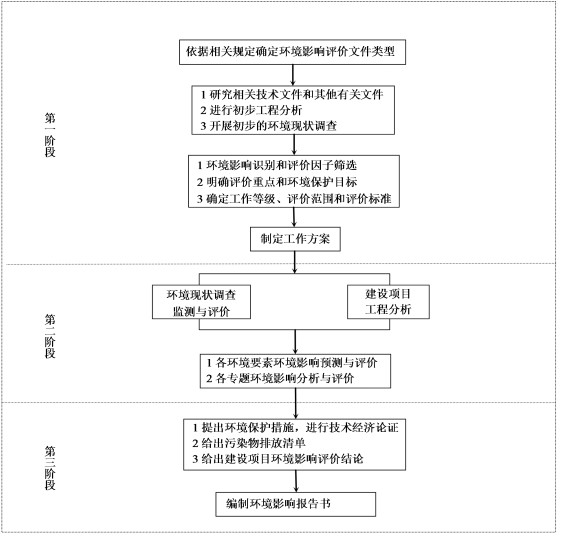 依据相关规定确定环境影响评价文件类型
第一阶段
1 研究相关技术文件和其他有关文件
2 进行初步工程分析
3 开展初步的环境现状调查
1 环境影响识别和评价因子筛选
2 明确评价重点和环境保护目标
3 确定工作等级、评价范围和评价标准
制定工作方案
第二阶段
环境现状调查
监测与评价
建设项目
工程分析
1 各环境要素环境影响预测与评价
2 各专题环境影响分析与评价
第三阶段
1 提出环境保护措施，进行技术经济论证
2 给出污染物排放清单
3 给出建设项目环境影响评价结论
编制环境影响报告书